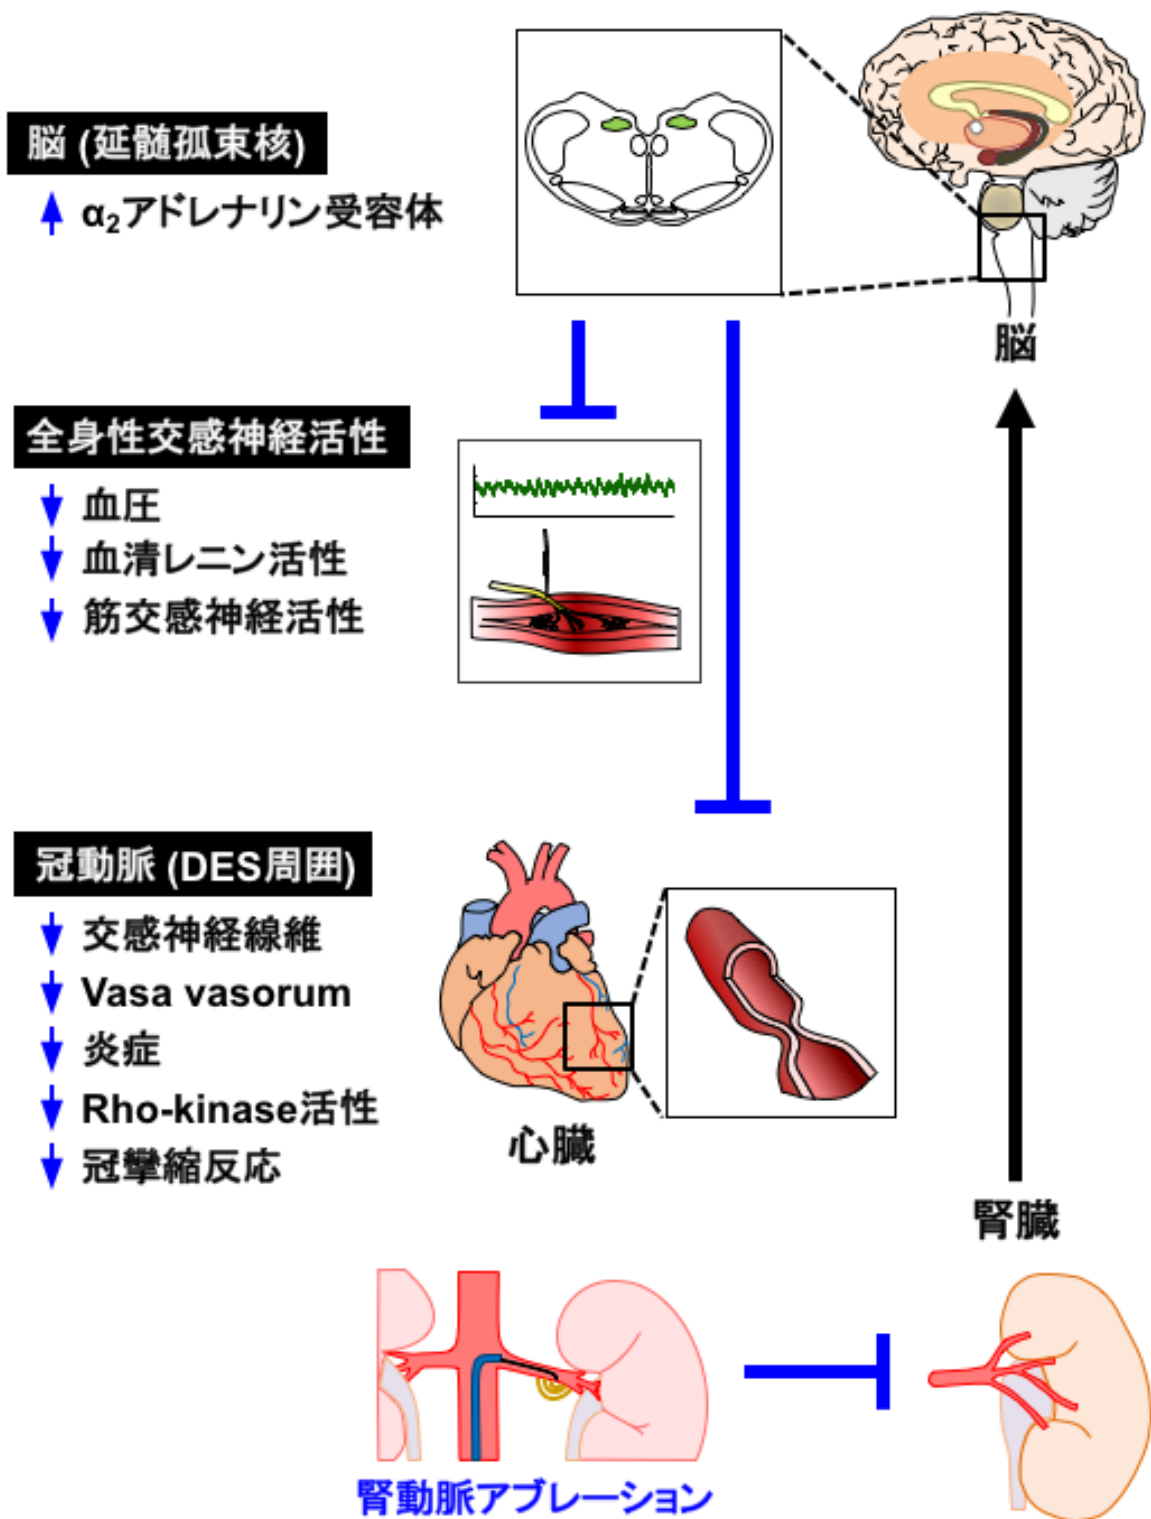 脳 (延髄孤束核)
α₂アドレナリン受容体
脳
全身性交感神経活性
血圧
血清レニン活性
筋交感神経活性
冠動脈 (DES周囲)
交感神経線維
Vasa vasorum
炎症
Rho-kinase活性
冠攣縮反応
心臓
腎臓
腎動脈アブレーション